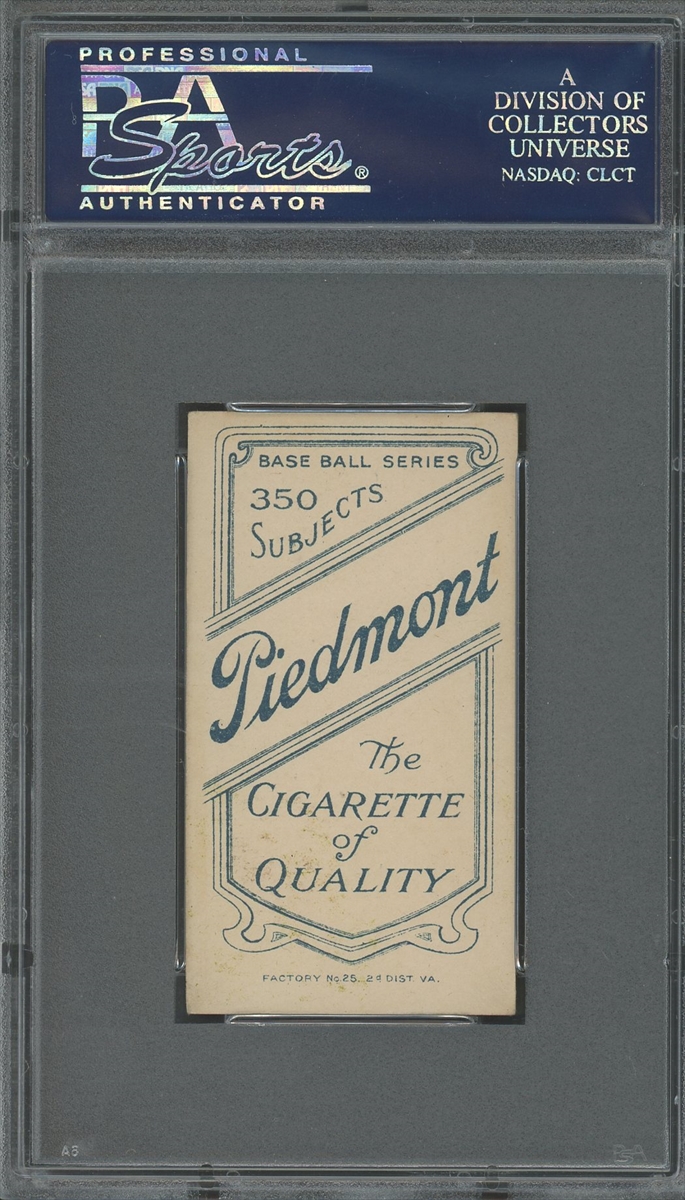 PROFESSIONAL
PSA
Sports®
AUTHENTICATOR
A
DIVISION OF
COLLECTORS
UNIVERSE
NASDAQ: CLCT
BASE BALL SERIES
350
SUBJECTS
Piedmont
The
CIGARETTE
of
QUALITY
FACTORY No. 25. 2d DIST. VA.
PSA